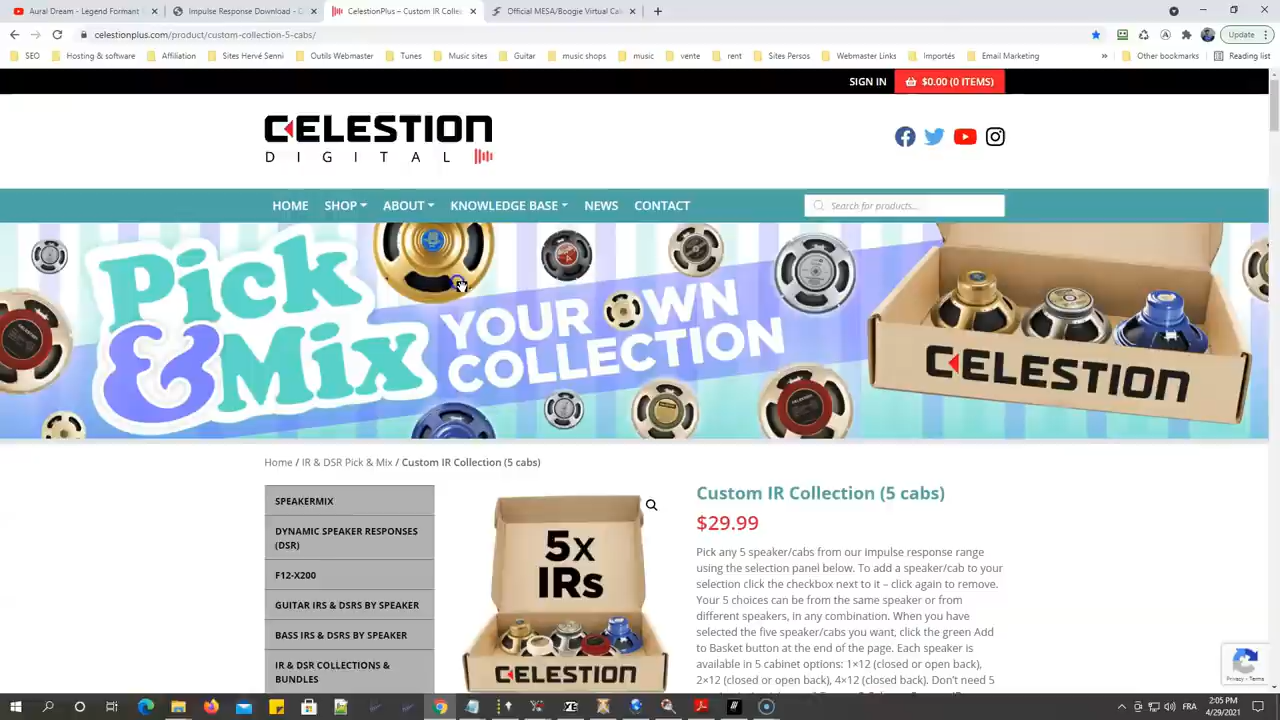 Aural Dream -
Impulse Response Download - C
CelestionPlus - Custom IR Collec
Official MESA/Boogie Virtual Cab
celestionplus.com/product/custom-collection-5-cabs/
Update
SEO
Hosting & software
Affiliation
Sites Hervé Senni
Outils Webmaster
Tunes
Music sites
Guitar
music shops
music
vente
rent
Sites Persos
Webmaster Links
Importés
Email Marketing
Other bookmarks
Reading list
SIGN IN
$0.00 (0 ITEMS)
CELESTION
DIGITAL
HOME
SHOP
ABOUT
KNOWLEDGE BASE
NEWS
CONTACT
Search for products...
Pick
&Mix
YOUR OWN
COLLECTION
CELESTION
Home / IR & DSR Pick & Mix / Custom IR Collection (5 cabs)
SPEAKERMIX
DYNAMIC SPEAKER RESPONSES
(DSR)
F12-X200
GUITAR IRS & DSRS BY SPEAKER
BASS IRS & DSRS BY SPEAKER
IR & DSR COLLECTIONS &
BUNDLES
5x
IRs
CELESTION
Custom IR Collection (5 cabs)
$29.99
Pick any 5 speaker/cabs from our impulse response range
using the selection panel below. To add a speaker/cab to your
selection click the checkbox next to it – click again to remove.
Your 5 choices can be from the same speaker or from
different speakers, in any combination. When you have
selected the five speaker/cabs you want, click the green Add
to Basket button at the end of the page. Each speaker is
available in 5 cabinet options: 1×12 (closed or open back),
2×12 (closed or open back), 4×12 (closed back). Don't need 5
Privacy - Terms
FRA
2:05 PM
4/29/2021